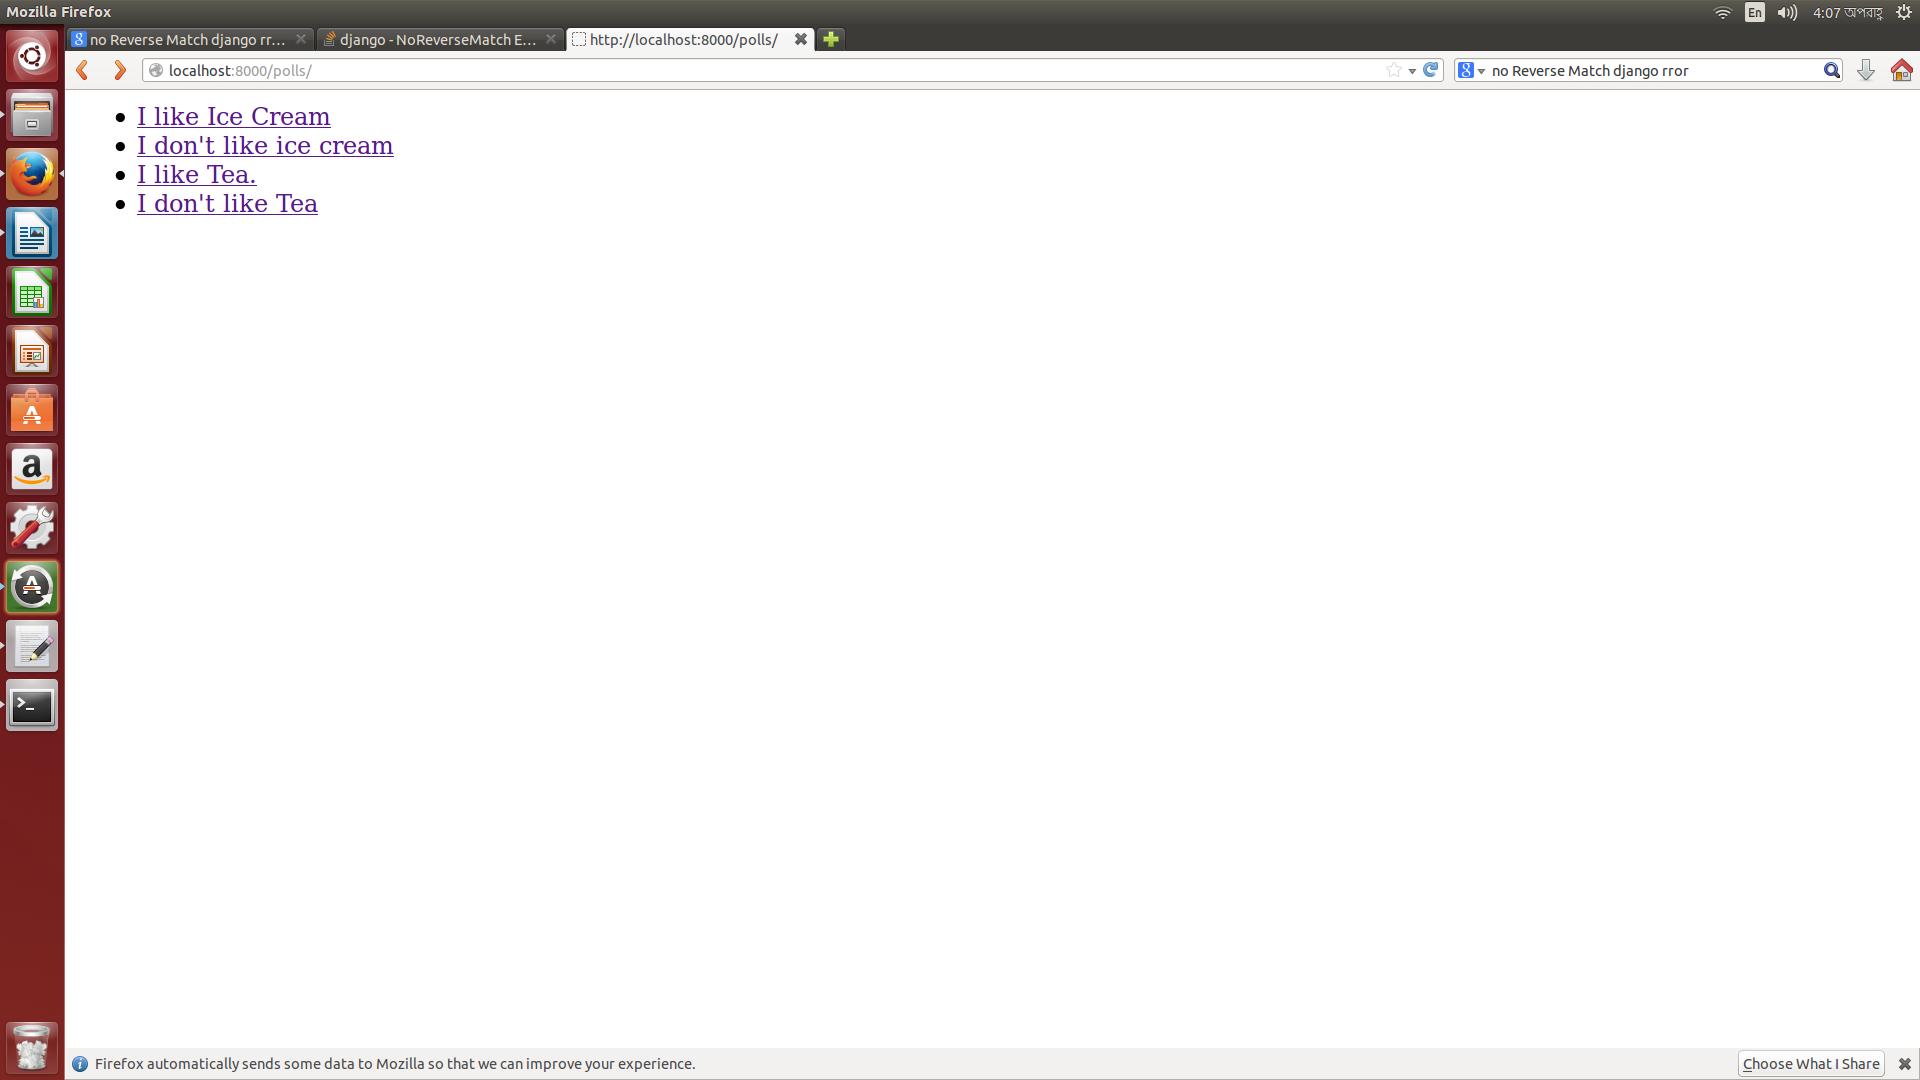 Mozilla Firefox
En
4:07 অপরাহ্ণ
no Reverse Match django rr...
django - NoReverseMatch E...
http://localhost:8000/polls/
localhost:8000/polls/
no Reverse Match django rror
I like Ice Cream
I don't like ice cream
I like Tea.
I don't like Tea
Firefox automatically sends some data to Mozilla so that we can improve your experience.
Choose What I Share